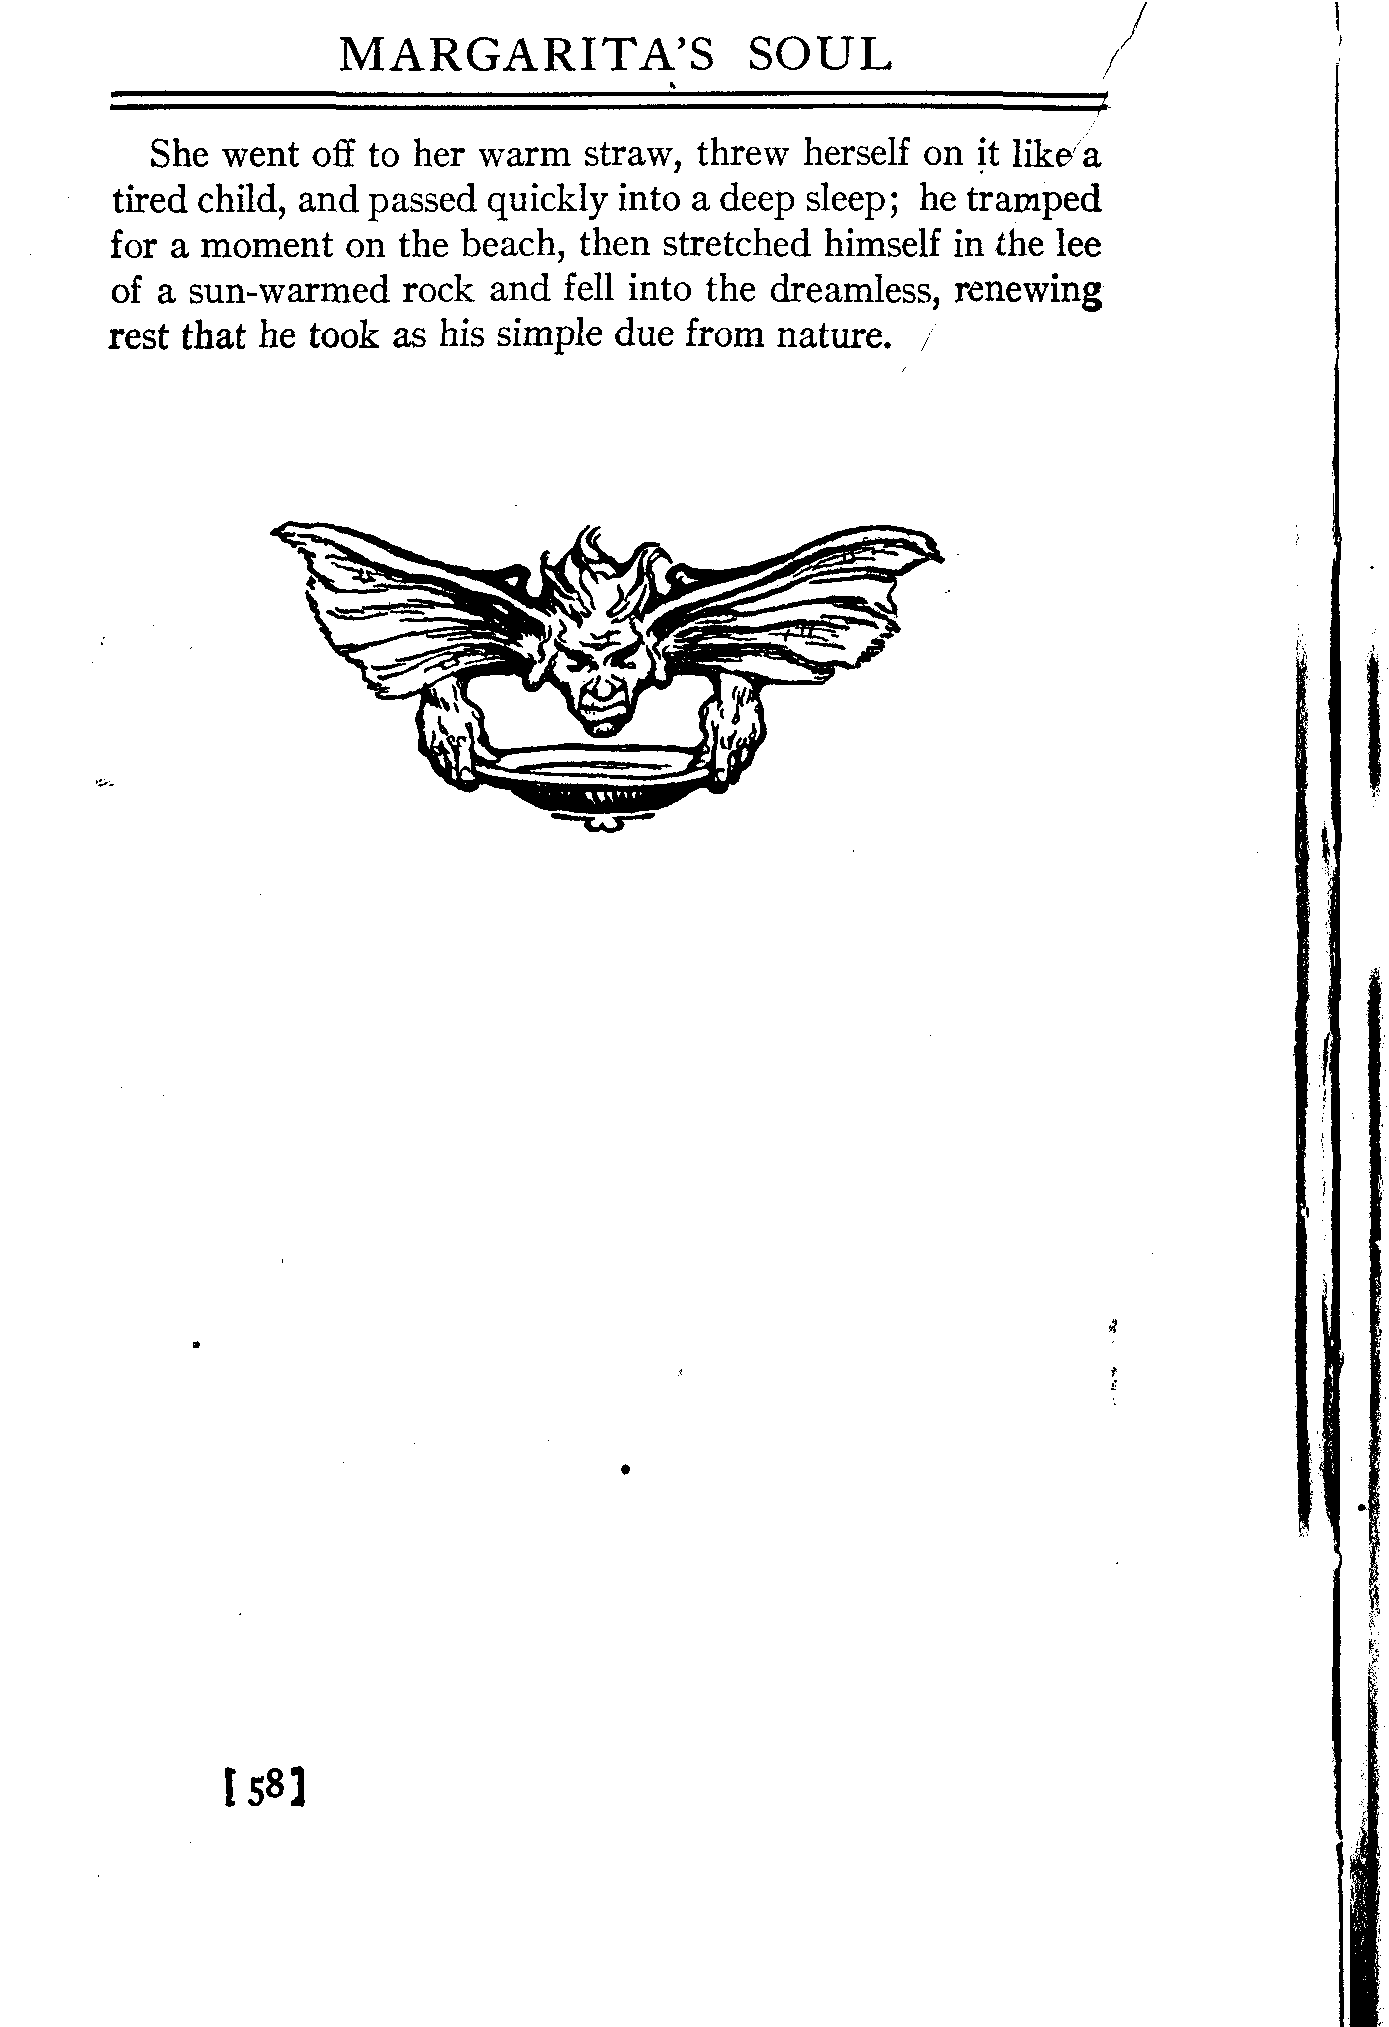 MARGARITA'S SOUL
She went off to her warm straw, threw herself on it like a
tired child, and passed quickly into a deep sleep; he tramped
for a moment on the beach, then stretched himself in the lee
of a sun-warmed rock and fell into the dreamless, renewing
rest that he took as his simple due from nature.
[58]